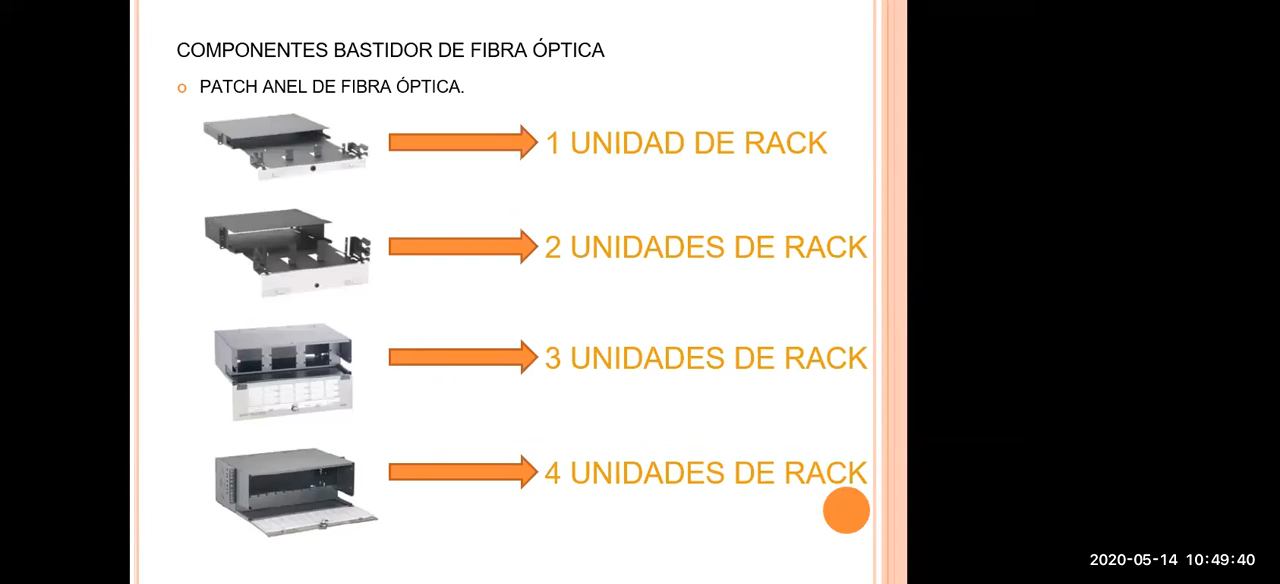 COMPONENTES BASTIDOR DE FIBRA ÓPTICA
PATCH ANEL DE FIBRA ÓPTICA.
1 UNIDAD DE RACK
2 UNIDADES DE RACK
3 UNIDADES DE RACK
4 UNIDADES DE RACK
2020-05-14 10:49:40